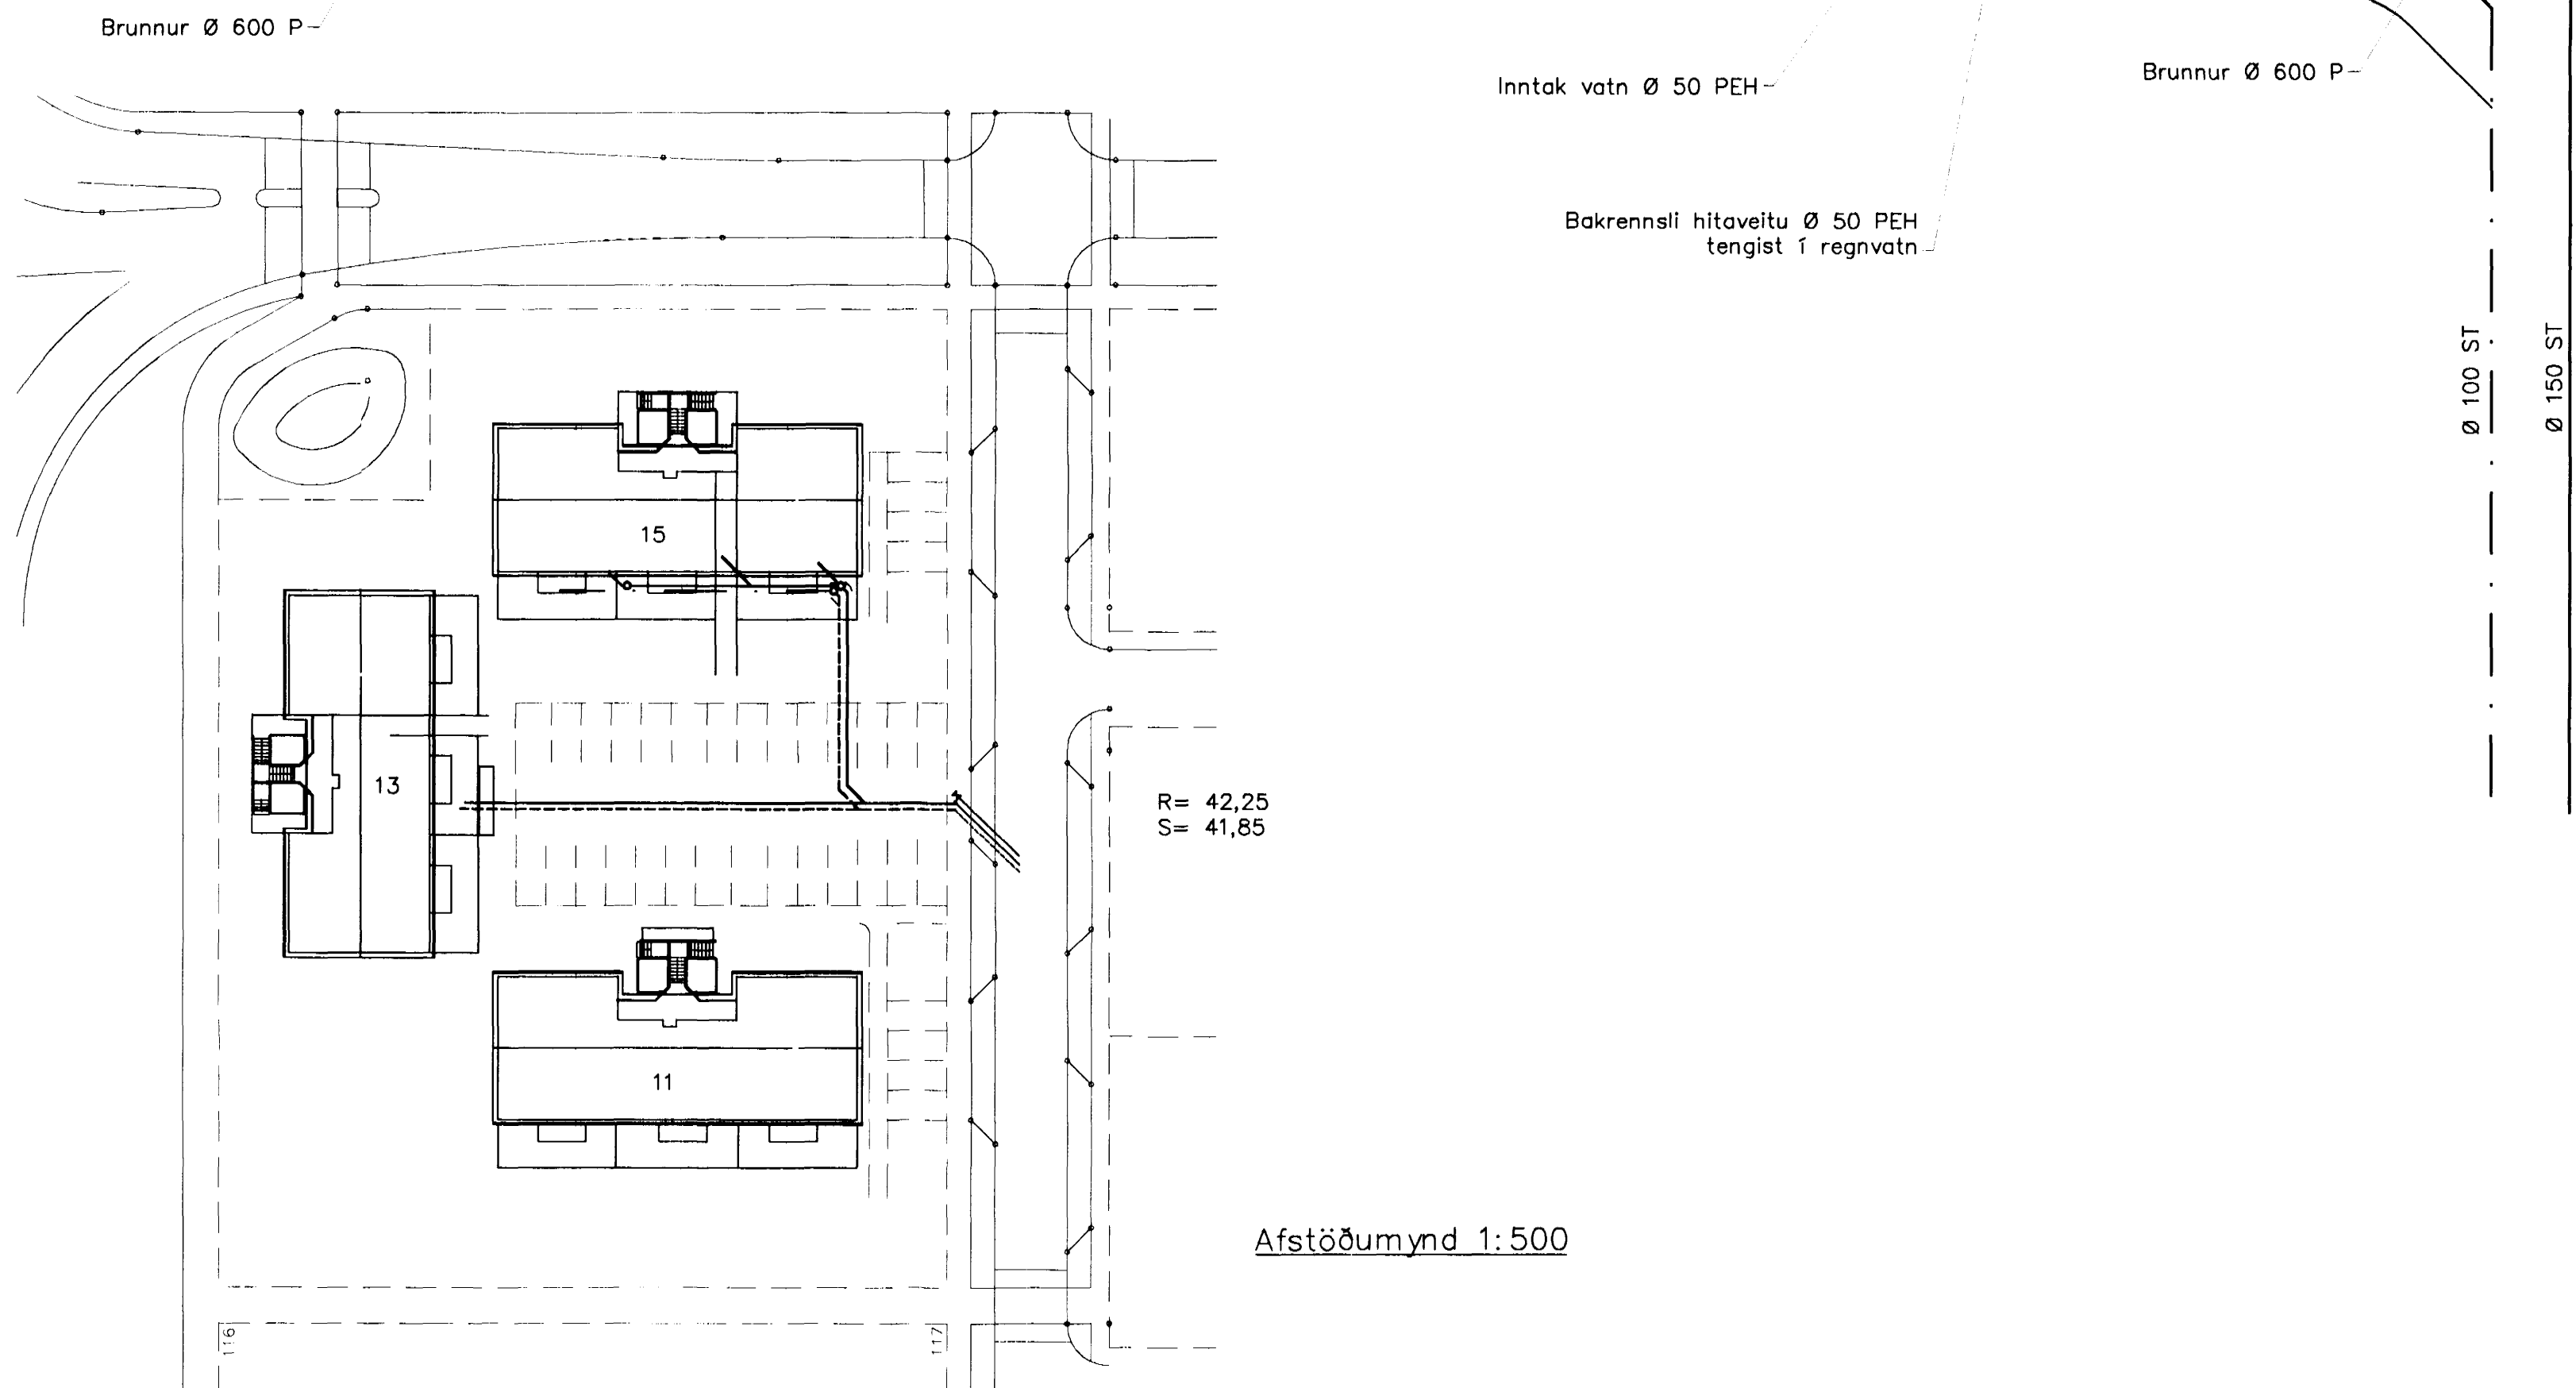 Brunnur Ø 600 P
Inntak vatn Ø 50 PEH
Brunnur Ø 600 P
Bakrennsli hitaveitu Ø 50 PEH
tengist í regnvatn
Ø 100 ST
Ø 150 ST
15
13
R= 42,25
S= 41,85
11
Afstöðumynd 1:500
116
117